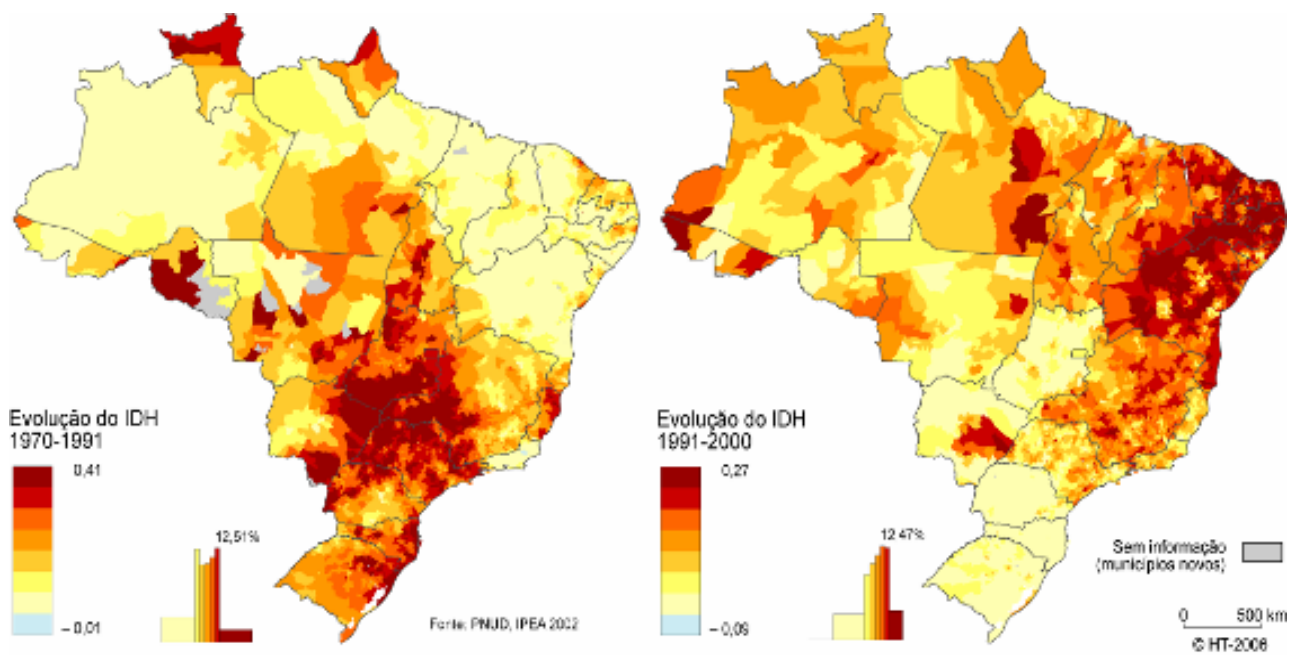 Evolução do IDH
1970-1991
0,41
12,51%
– 0,01
Fonte: PNUD, IPEA 2002
Evolução do IDH
1991-2000
0,27
12 47%
– 0,09
Sem informação
(municípios novos)
0 500 km
© HT-2006